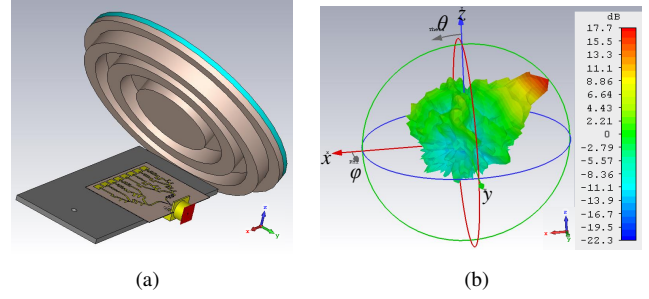 z
θ
x
φ
y
dB
17.7
15.5
13.3
11.1
8.86
6.64
4.43
2.21
0
-2.79
-5.57
-8.36
-11.1
-13.9
-16.7
-19.5
-22.3
z
x
y
z
x
y
(a)
(b)